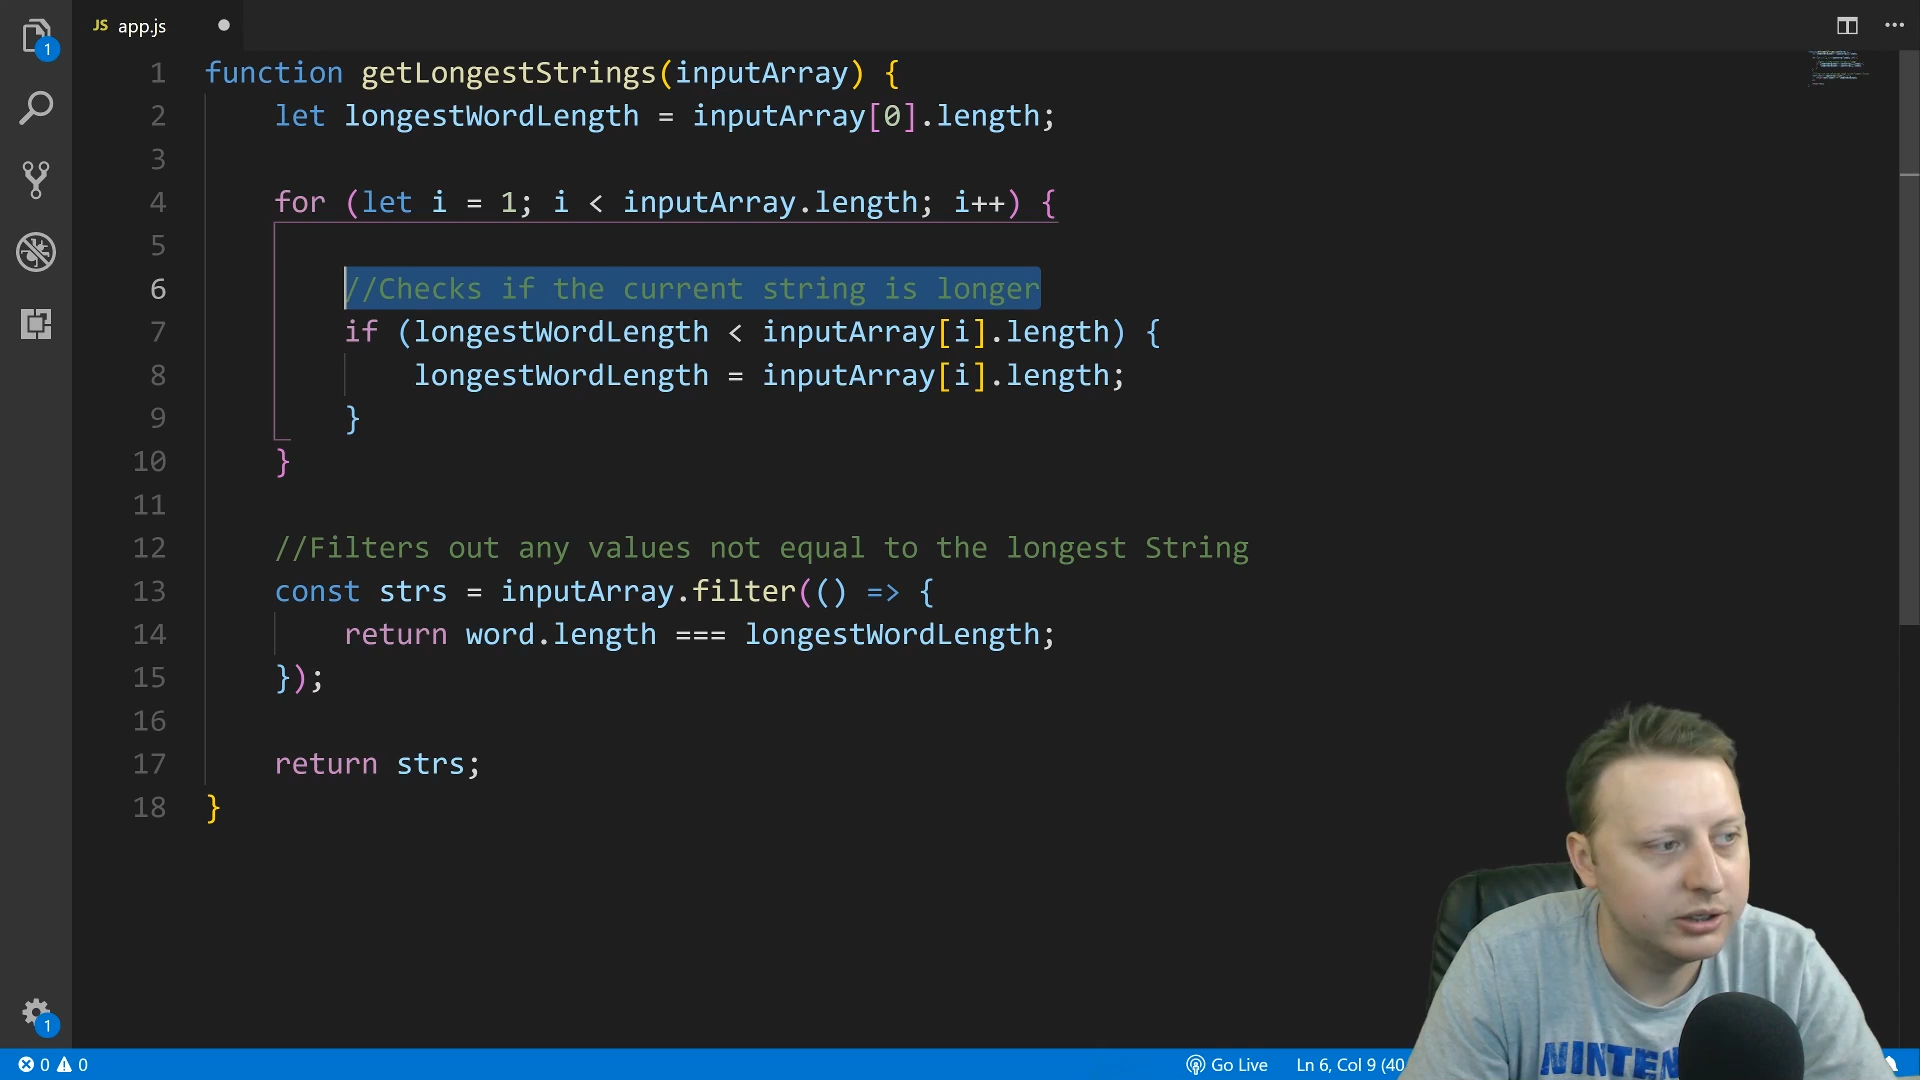 JS app.js
1
1 function getLongestStrings(inputArray) {
2 let longestWordLength = inputArray[0].length;
3
4 for (let i = 1; i < inputArray.length; i++) {
5
6 //Checks if the current string is longer
7 if (longestWordLength < inputArray[i].length) {
8 longestWordLength = inputArray[i].length;
9 }
10 }
11
12 //Filters out any values not equal to the longest String
13 const strs = inputArray.filter(() => {
14 return word.length === longestWordLength;
15 });
16
17 return strs;
18 }
1
0 0 Go Live Ln 6, Col 9 (40